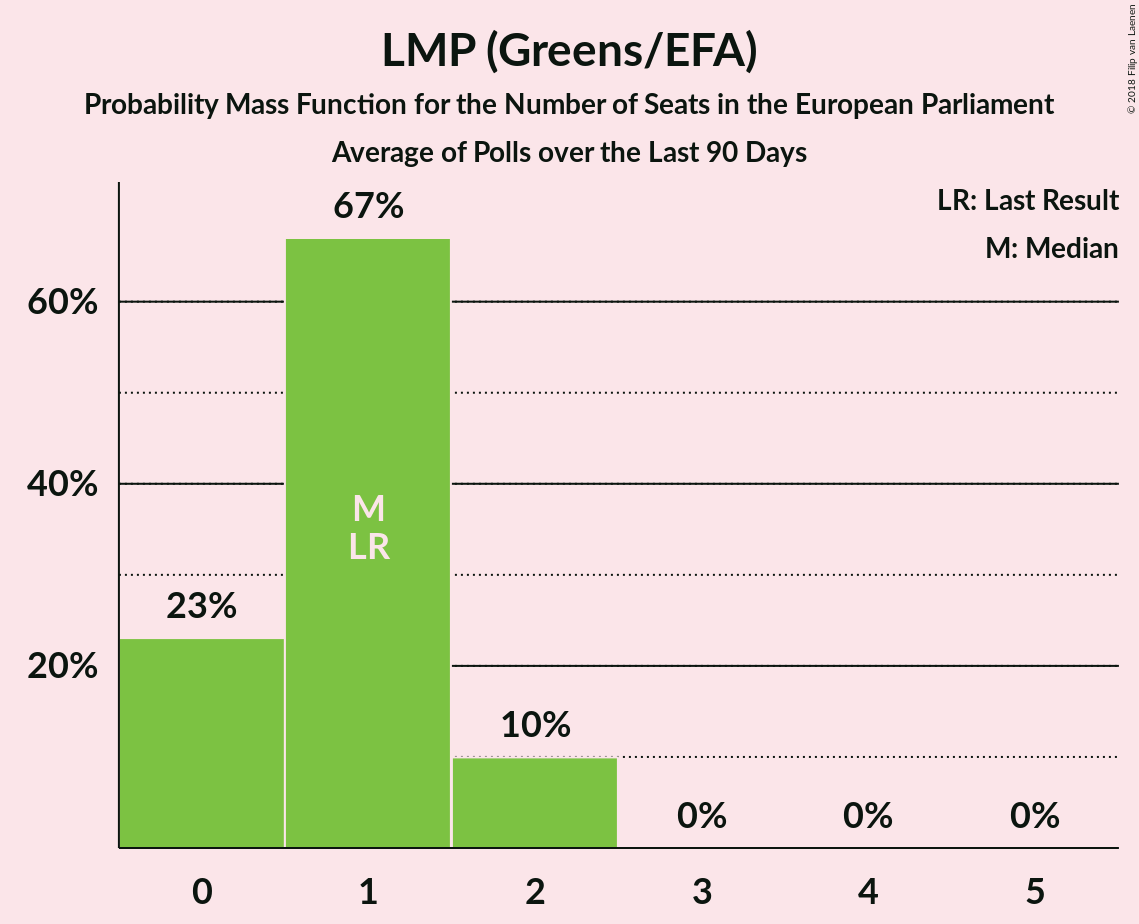 LMP (Greens/EFA)
Probability Mass Function for the Number of Seats in the European Parliament
Average of Polls over the Last 90 Days
© 2018 Filip van Laenen
LR: Last Result
M: Median
67%
60%
40%
M
LR
23%
20%
10%
0%
0%
0%
0
1
2
3
4
5